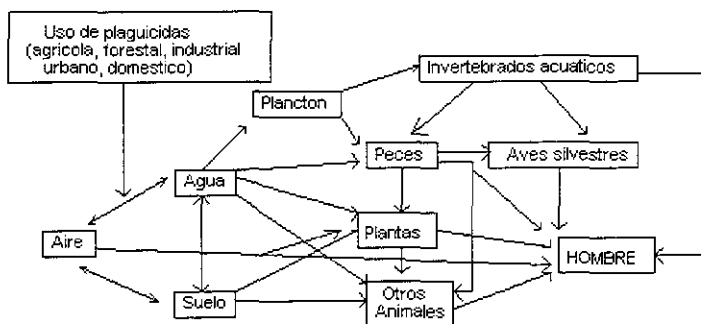 Uso de plaguicidas
(agricola, forestal, industrial
urbano, domestico)
Invertebrados acuaticos
Plancton
Peces
Aves silvestres
Agua
Plantas
Aire
HOMBRE
Suelo
Otros
Animales